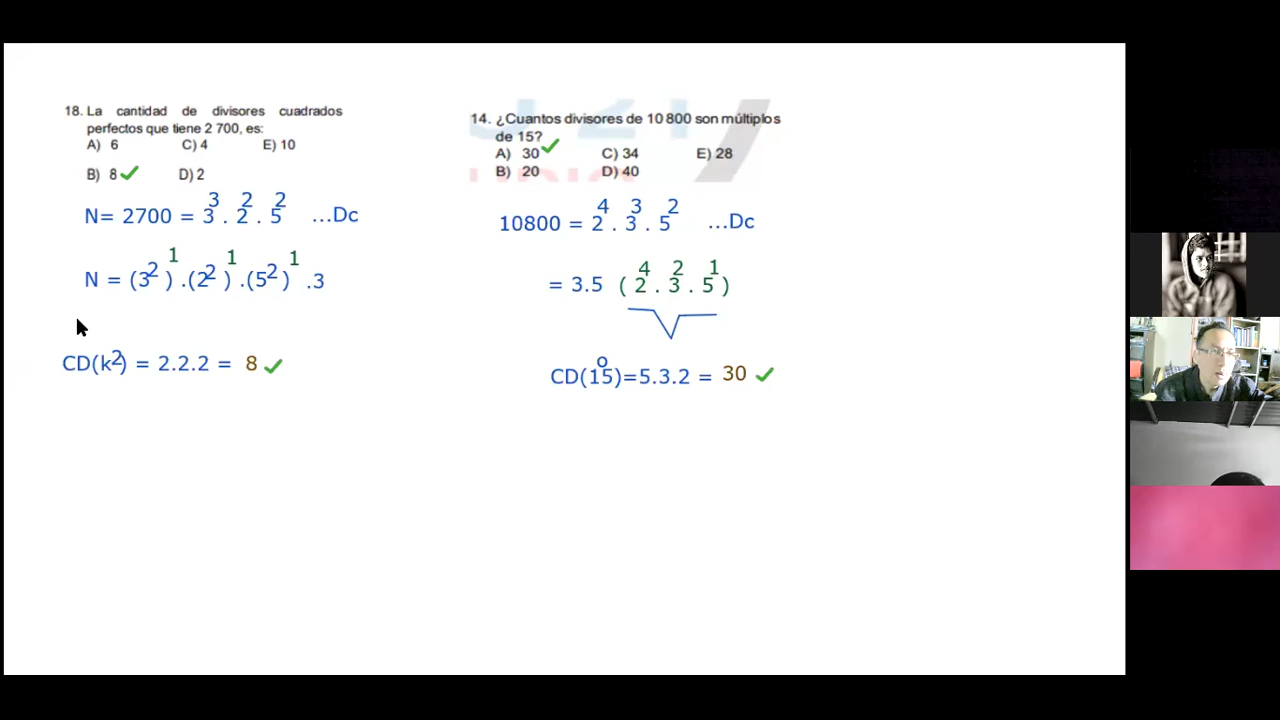 18. La cantidad de divisores cuadrados
perfectos que tiene 2 700, es:
A) 6 C) 4 E) 10
B) 8 D) 2
N= 2700 = 3³ . 2² . 5² ...Dc
N = (3²)¹ .(2²)¹ .(5²)¹ .3
CD(k²) = 2.2.2 = 8
14. ¿Cuantos divisores de 10 800 son múltiplos
de 15?
A) 30 C) 34 E) 28
B) 20 D) 40
10800 = 2⁴ . 3³ . 5² ...Dc
= 3.5 ( 2⁴ . 3² . 5¹ )
CD(15̊)=5.3.2 = 30